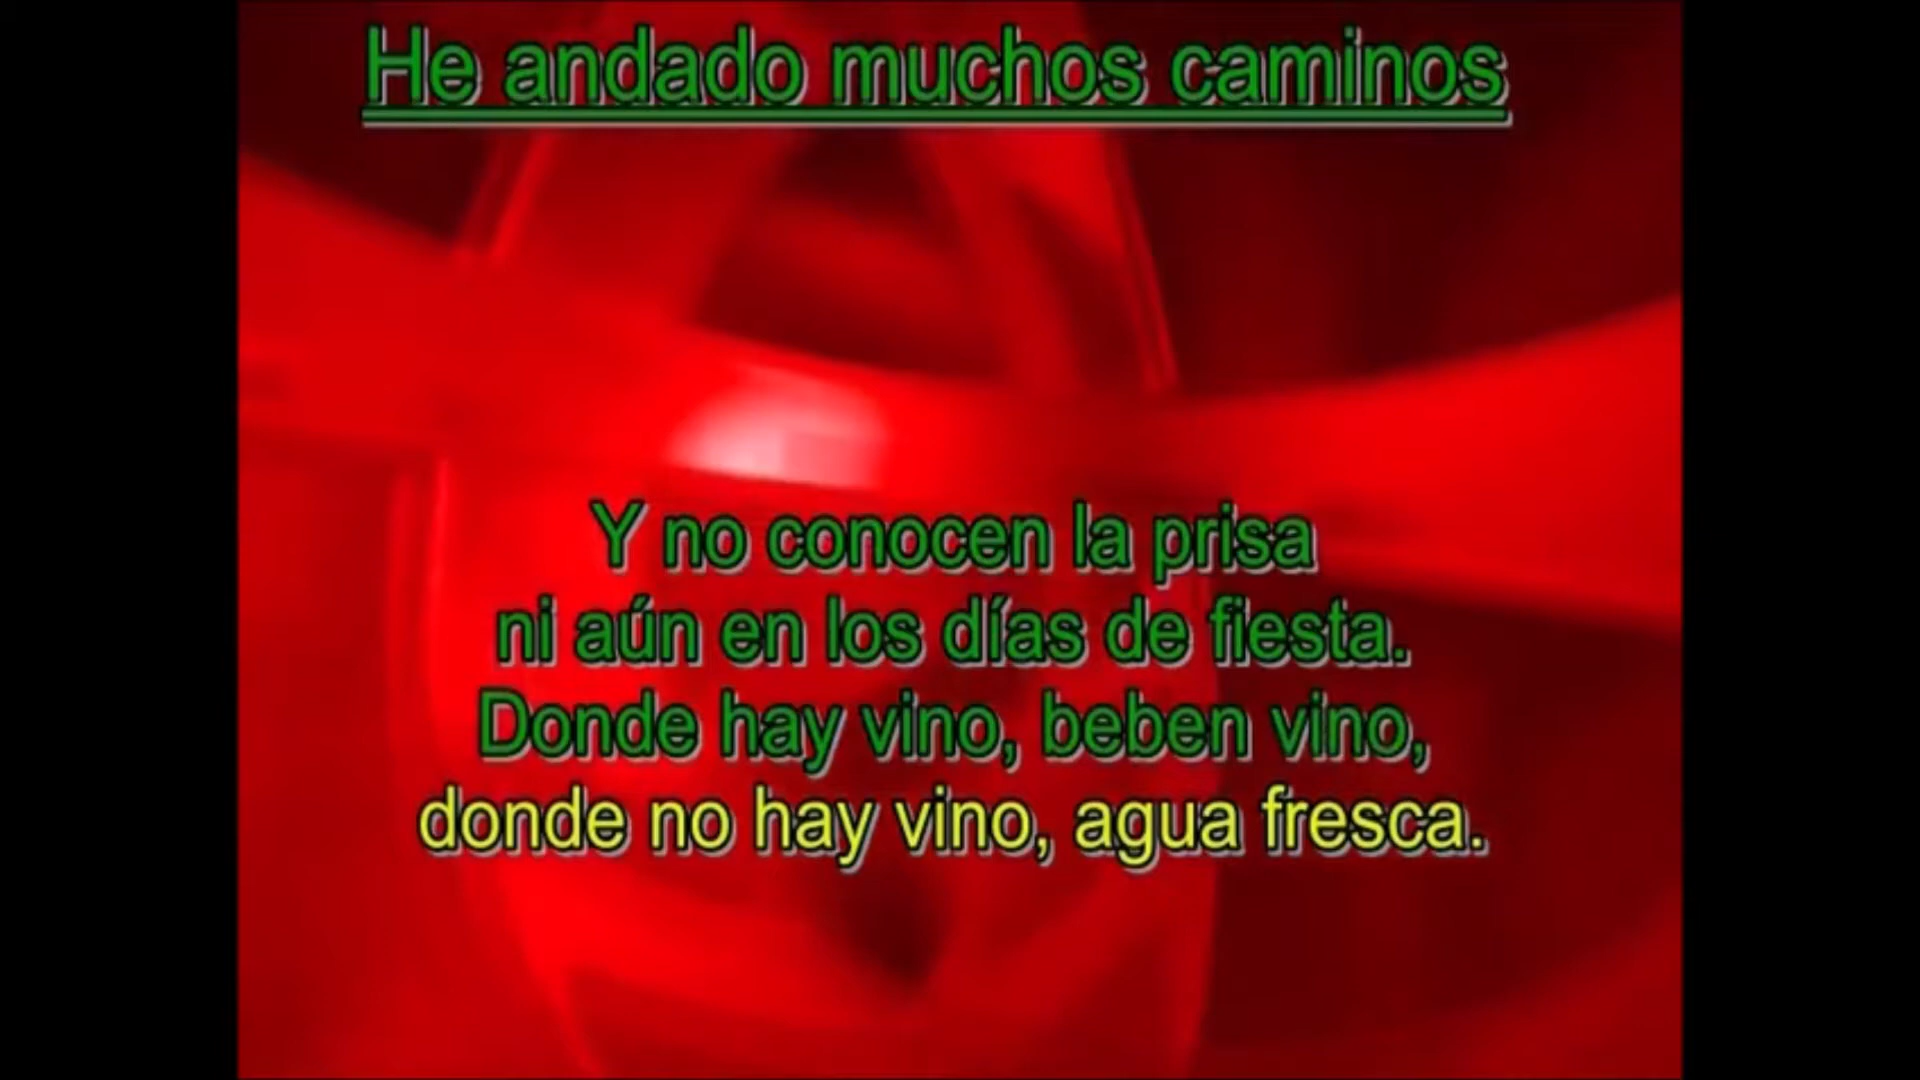 He andado muchos caminos
Y no conocen la prisa
ni aún en los días de fiesta.
Donde hay vino, beben vino,
donde no hay vino, agua fresca.